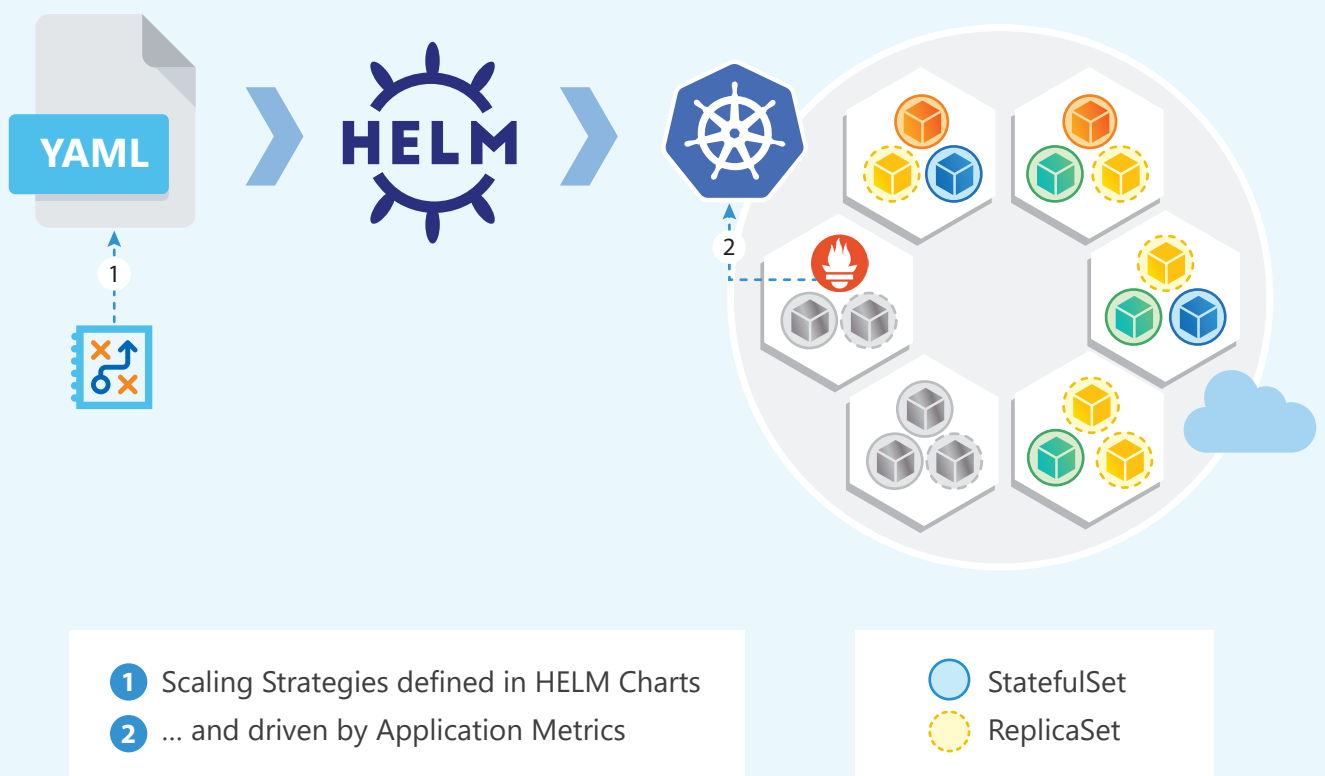 YAML
HELM
1
2
1 Scaling Strategies defined in HELM Charts
2 ... and driven by Application Metrics
StatefulSet
ReplicaSet